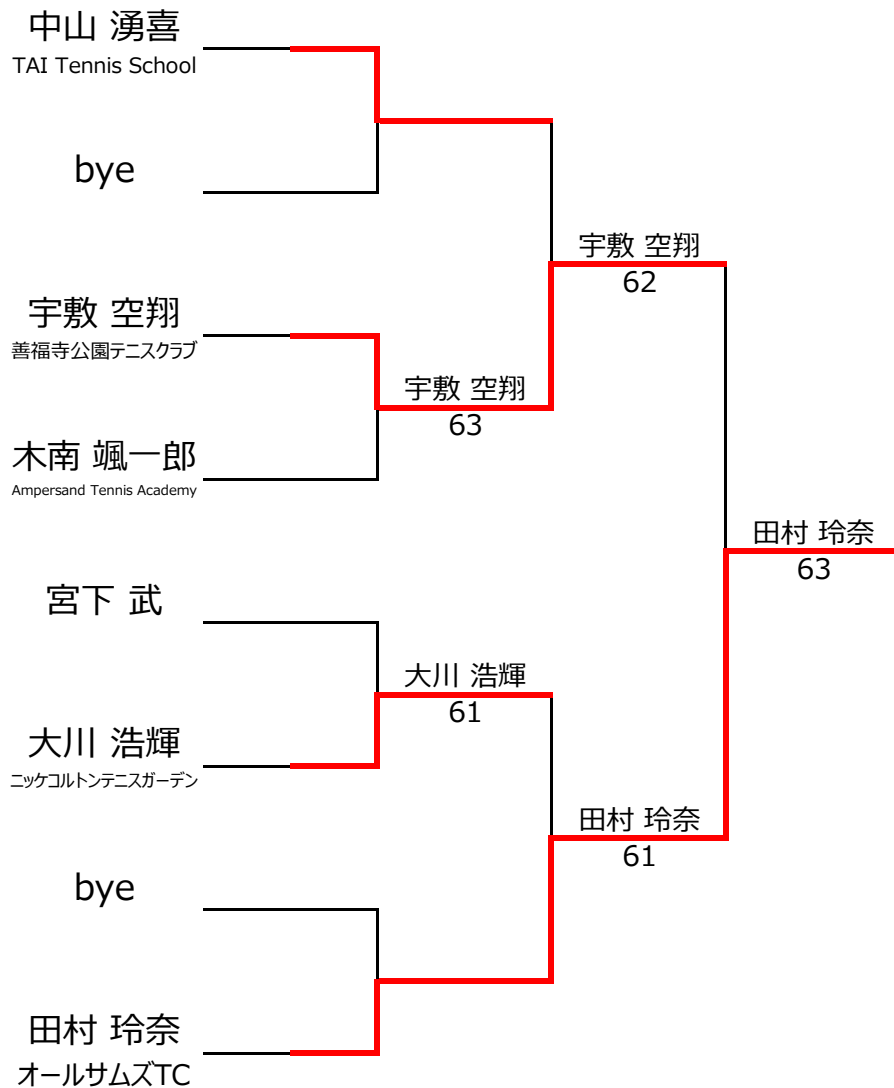 中山 湧喜
TAI Tennis School
bye
宇敷 空翔
62
宇敷 空翔
善福寺公園テニスクラブ
宇敷 空翔
63
木南 颯一郎
Ampersand Tennis Academy
田村 玲奈
63
宮下 武
大川 浩輝
61
大川 浩輝
ニッケコルトンテニスガーデン
田村 玲奈
61
bye
田村 玲奈
オールサムズTC